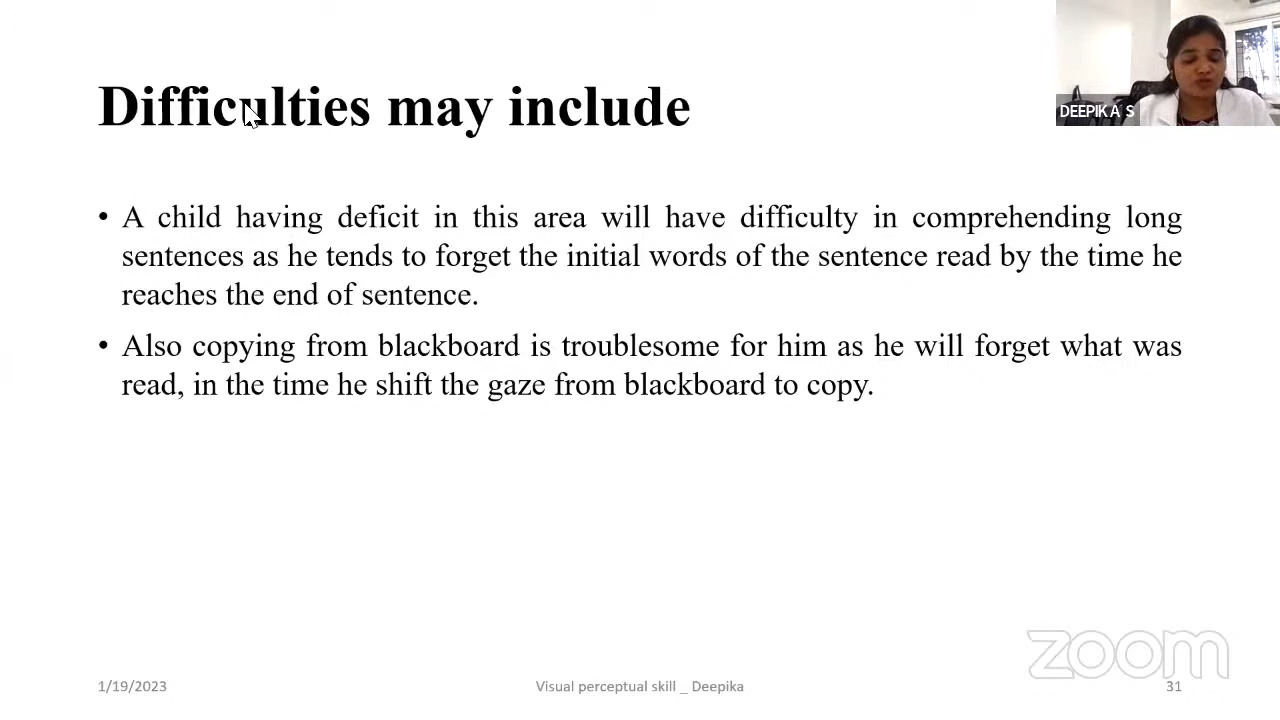 Difficulties may include
DEEPIKA S
• A child having deficit in this area will have difficulty in comprehending long
sentences as he tends to forget the initial words of the sentence read by the time he
reaches the end of sentence.
• Also copying from blackboard is troublesome for him as he will forget what was
read, in the time he shift the gaze from blackboard to copy.
zoom
1/19/2023
Visual perceptual skill _ Deepika
31